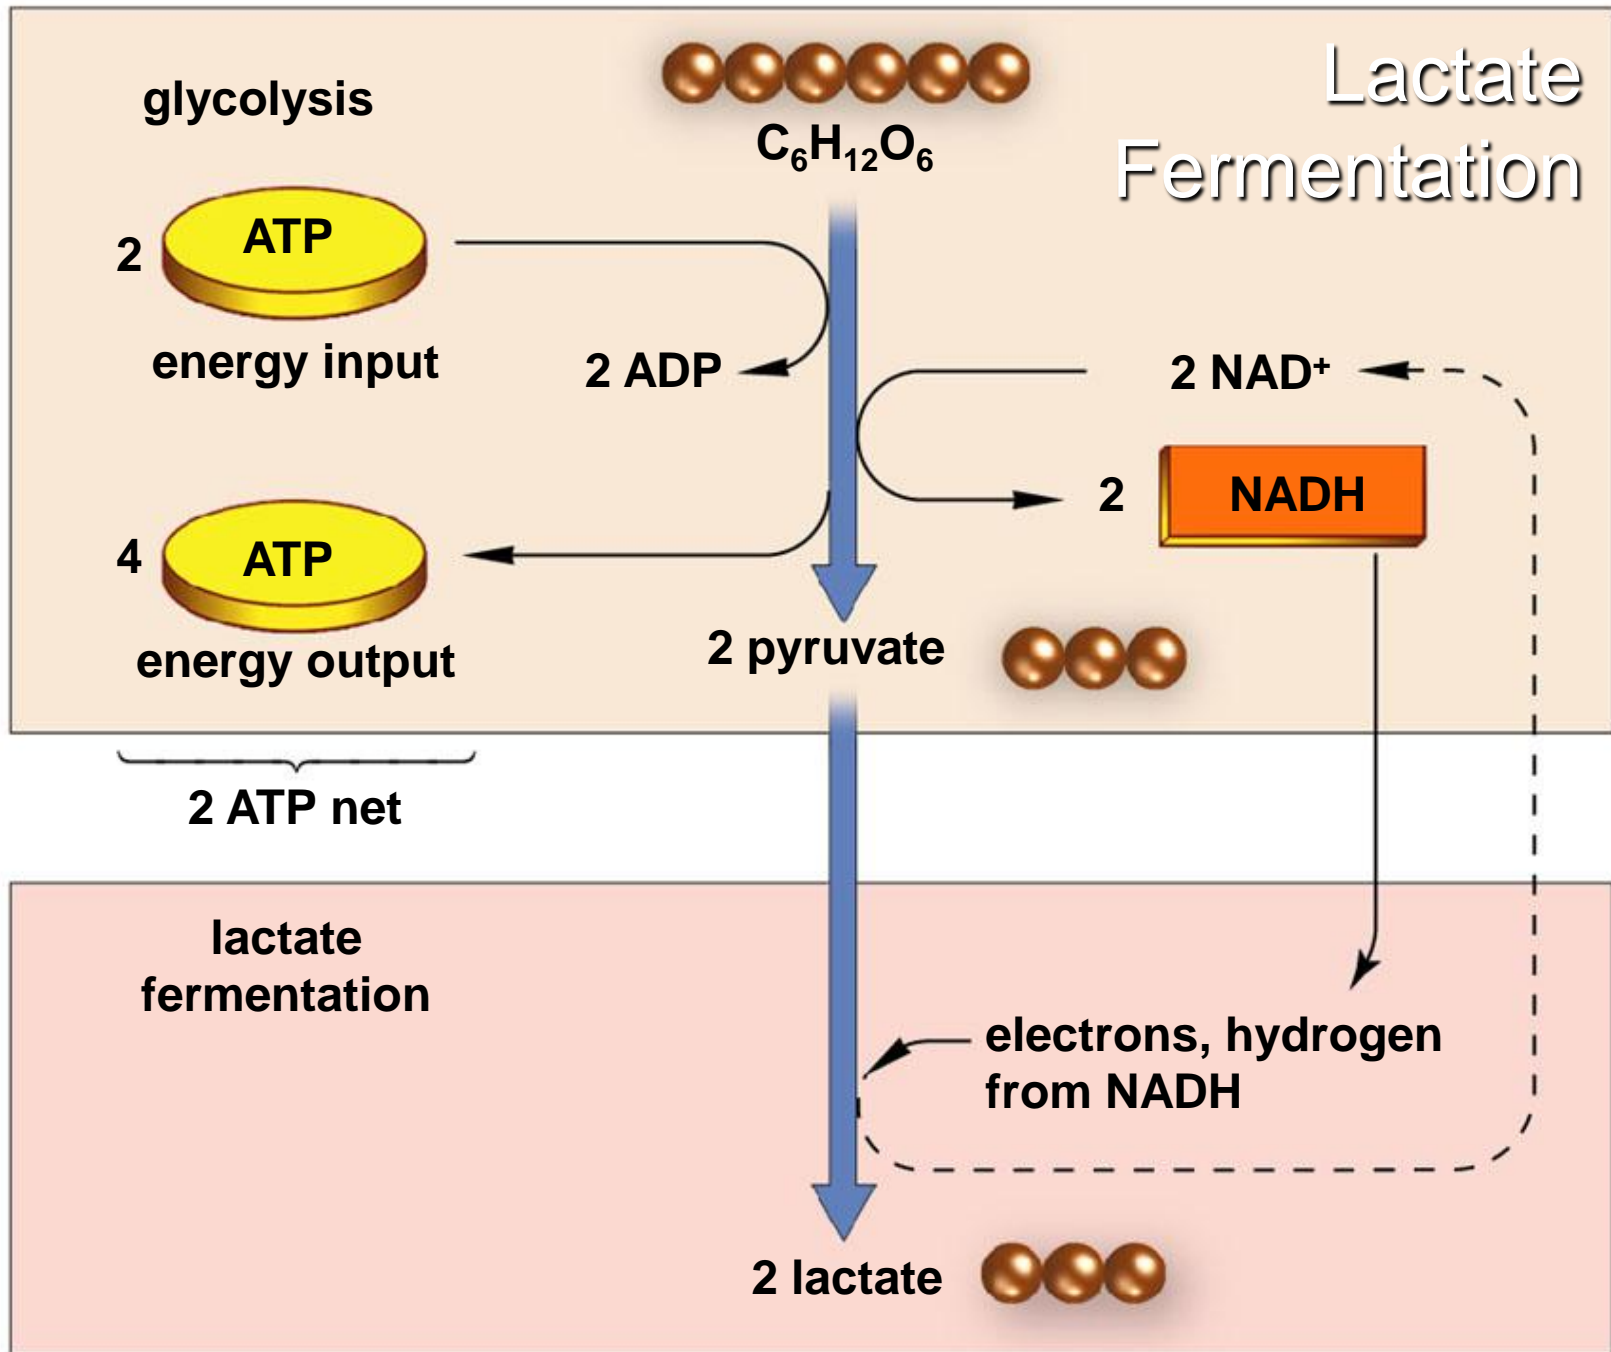 Lactate
Fermentation
glycolysis
C₆H₁₂O₆
2 ATP
energy input
2 ADP
2 NAD⁺
2 NADH
4 ATP
energy output
2 pyruvate
2 ATP net
lactate
fermentation
electrons, hydrogen
from NADH
2 lactate